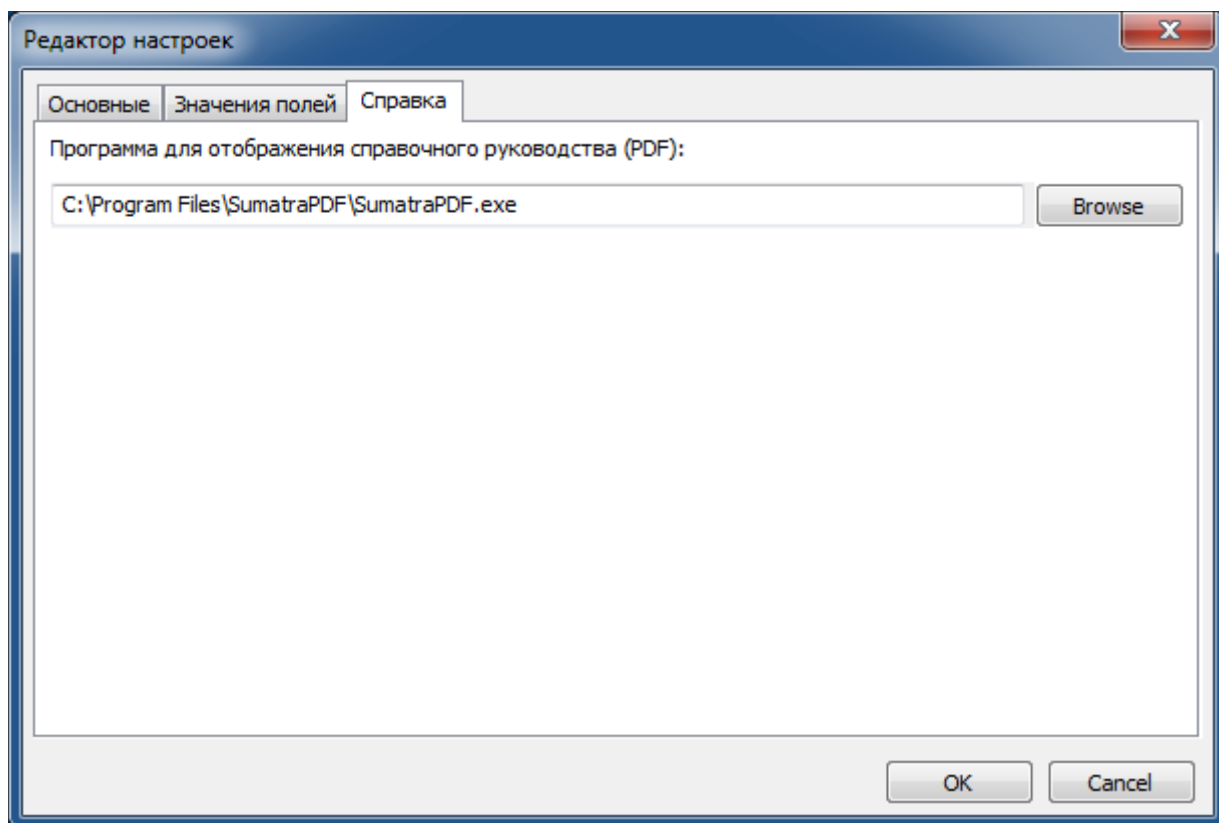 Редактор настроек
Основные Значения полей Справка
Программа для отображения справочного руководства (PDF):
C:\Program Files\SumatraPDF\SumatraPDF.exe Browse
OK Cancel